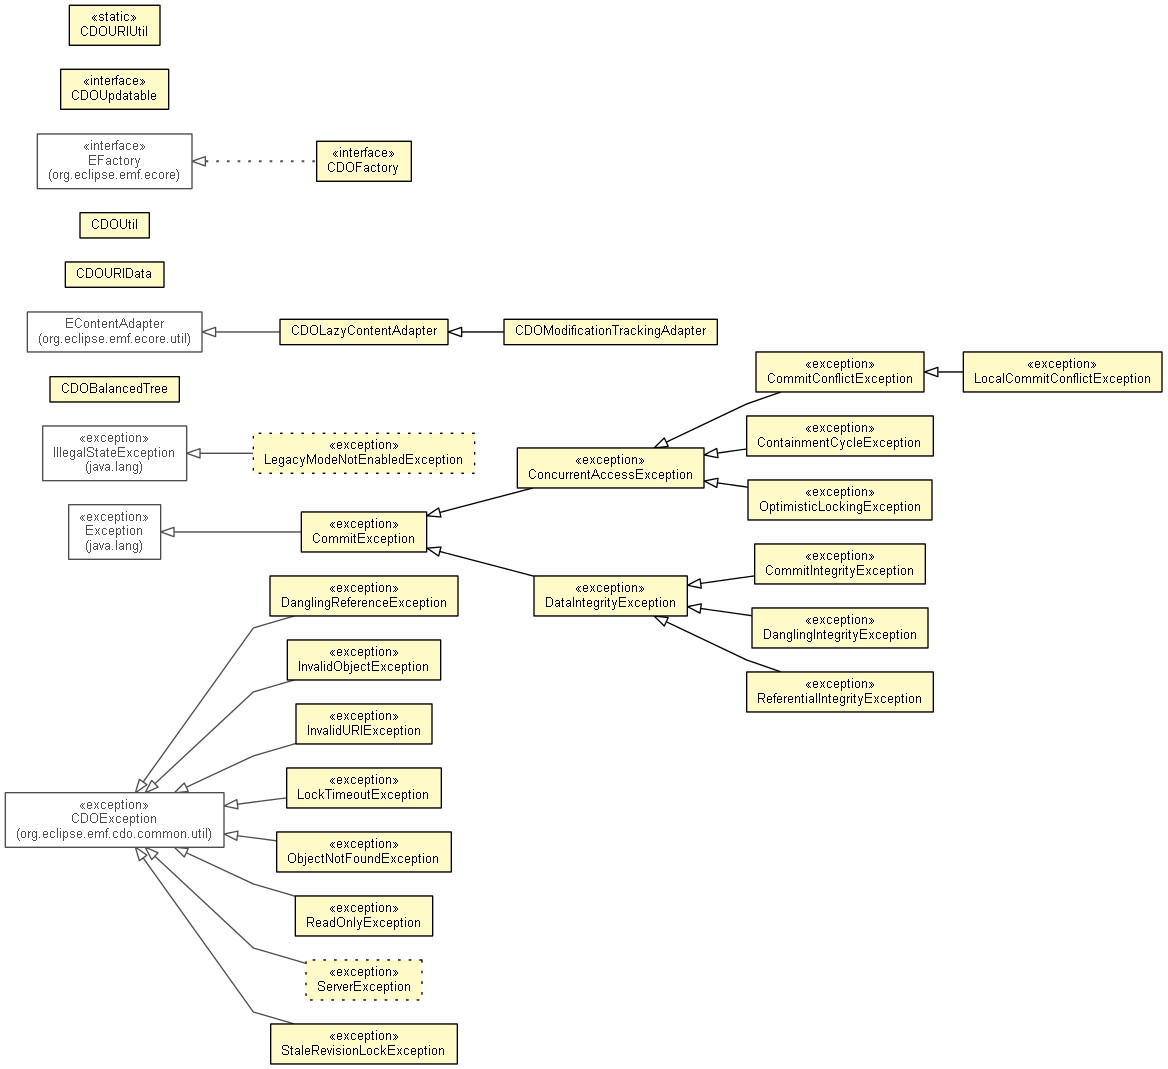 «static»
CDOURIUtil
«interface»
CDOUpdatable
«interface»
EFactory
(org.eclipse.emf.ecore)
«interface»
CDOFactory
CDOUtil
CDOURIData
EContentAdapter
(org.eclipse.emf.ecore.util)
CDOLazyContentAdapter
CDOModificationTrackingAdapter
CDOBalancedTree
«exception»
CommitConflictException
«exception»
LocalCommitConflictException
«exception»
IllegalStateException
(java.lang)
«exception»
LegacyModeNotEnabledException
«exception»
ConcurrentAccessException
«exception»
ContainmentCycleException
«exception»
OptimisticLockingException
«exception»
Exception
(java.lang)
«exception»
CommitException
«exception»
DataIntegrityException
«exception»
CommitIntegrityException
«exception»
DanglingIntegrityException
«exception»
ReferentialIntegrityException
«exception»
DanglingReferenceException
«exception»
InvalidObjectException
«exception»
InvalidURIException
«exception»
LockTimeoutException
«exception»
CDOException
(org.eclipse.emf.cdo.common.util)
«exception»
ObjectNotFoundException
«exception»
ReadOnlyException
«exception»
ServerException
«exception»
StaleRevisionLockException